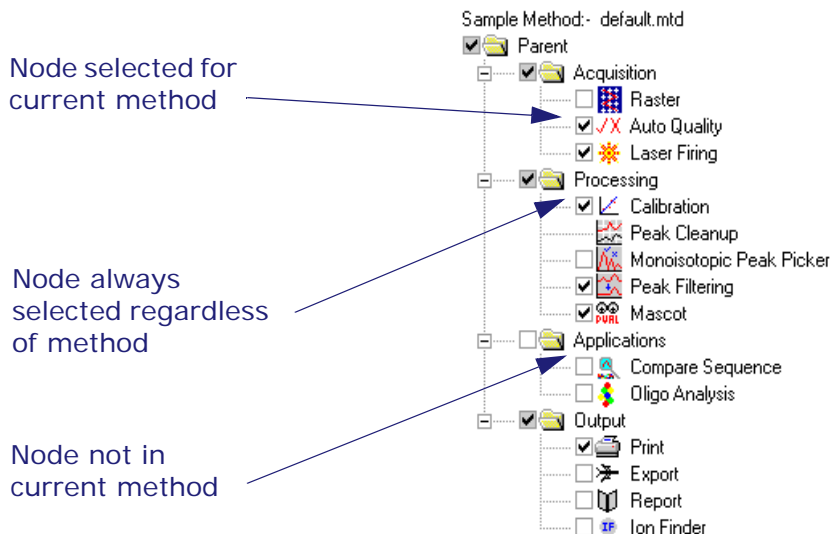 Sample Method:- default.mtd
Parent
Node selected for
current method
Acquisition
Raster
Auto Quality
Laser Firing
Processing
Calibration
Peak Cleanup
Node always
selected regardless
of method
Monoisotopic Peak Picker
Peak Filtering
Mascot
Applications
Compare Sequence
Oligo Analysis
Output
Node not in
current method
Print
Export
Report
IF Ion Finder